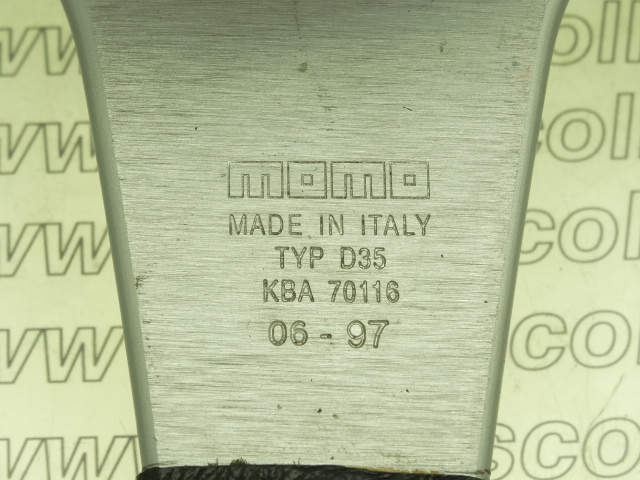 momo
MADE IN ITALY
TYP D35
KBA 70116
06 - 97